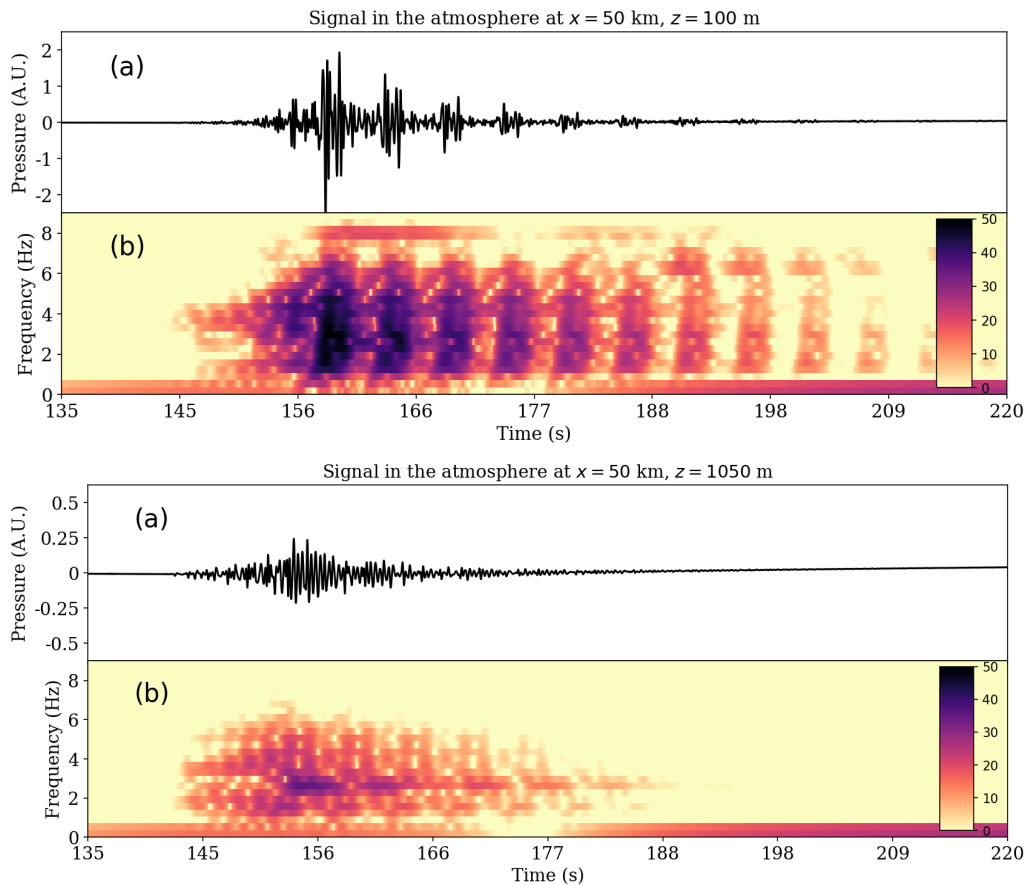 Signal in the atmosphere at x = 50 km, z = 100 m
Pressure (A.U.)
2
1
0
-1
-2
(a)
Frequency (Hz)
8
6
4
2
0
(b)
50
40
30
20
10
0
135 145 156 166 177 188 198 209 220
Time (s)
Signal in the atmosphere at x = 50 km, z = 1050 m
Pressure (A.U.)
0.5
0.25
0
-0.25
-0.5
(a)
Frequency (Hz)
8
6
4
2
0
(b)
50
40
30
20
10
0
135 145 156 166 177 188 198 209 220
Time (s)